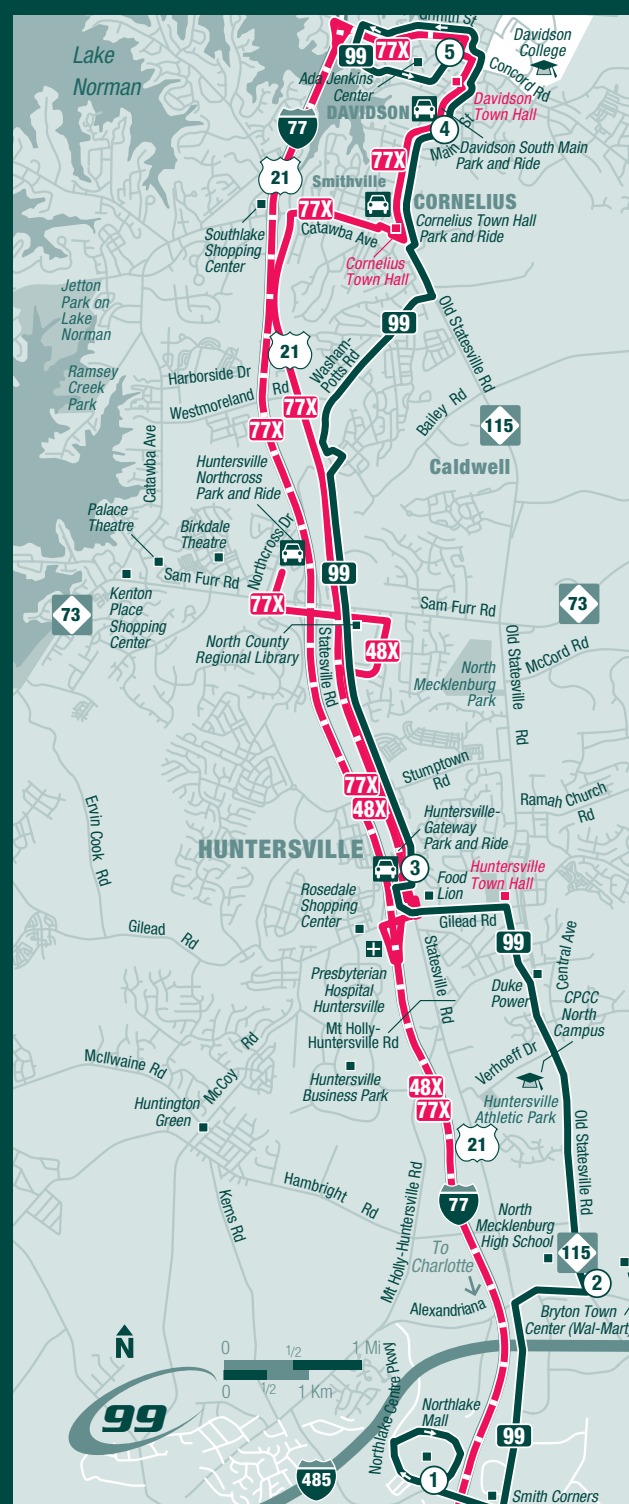 Griffith St
Lake
Norman
77X
99
5
Davidson
College
Ada Jenkins
Center
Concord Rd
DAVIDSON
Davidson
Town Hall
77
4
Main St
Davidson South Main
Park and Ride
21
77X
Smithville
77X
CORNELIUS
Cornelius Town Hall
Park and Ride
Southlake
Shopping
Center
Catawba Ave
Cornelius
Town Hall
Jetton
Park on
Lake
Norman
Old Statesville Rd
99
21
Washam-
Potts Rd
Ramsey
Creek
Park
Harborside Dr
Westmoreland Rd
77X
77X
Bailey Rd
115
Catawba Ave
Huntersville
Northcross
Park and Ride
Caldwell
Palace
Theatre
Birkdale
Theatre
Northcross Dr
99
Kenton
Place
Shopping
Center
Sam Furr Rd
77X
73
Sam Furr Rd
73
North County
Regional Library
48X
Statesville Rd
Old Statesville Rd
McCord Rd
North
Mecklenburg
Park
Stumptown
Rd
77X
48X
Ramah Church
Rd
Ervin Cook Rd
Huntersville-
Gateway
Park and Ride
HUNTERSVILLE
3
Food
Lion
Huntersville
Town Hall
Rosedale
Shopping
Center
Gilead Rd
Gilead Rd
99
Central Ave
Presbyterian
Hospital
Huntersville
Statesville Rd
Duke
Power
CPCC
North
Campus
Mt Holly-
Huntersville Rd
McIlwaine Rd
McCoy Rd
Huntersville
Business Park
48X
77X
Verhoeff Dr
Huntersville
Athletic Park
Huntington
Green
21
Old Statesville Rd
Hambright Rd
77
Kerns Rd
Mt Holly-Huntersville Rd
North
Mecklenburg
High School
115
To
Charlotte
2
Alexandriana
Bryton Town
Center (Wal-Mart)
N
0 1/2 1 Mi
0 1/2 1 Km
Northlake Centre Pkwy
99
Northlake
Mall
99
485
1
Smith Corners